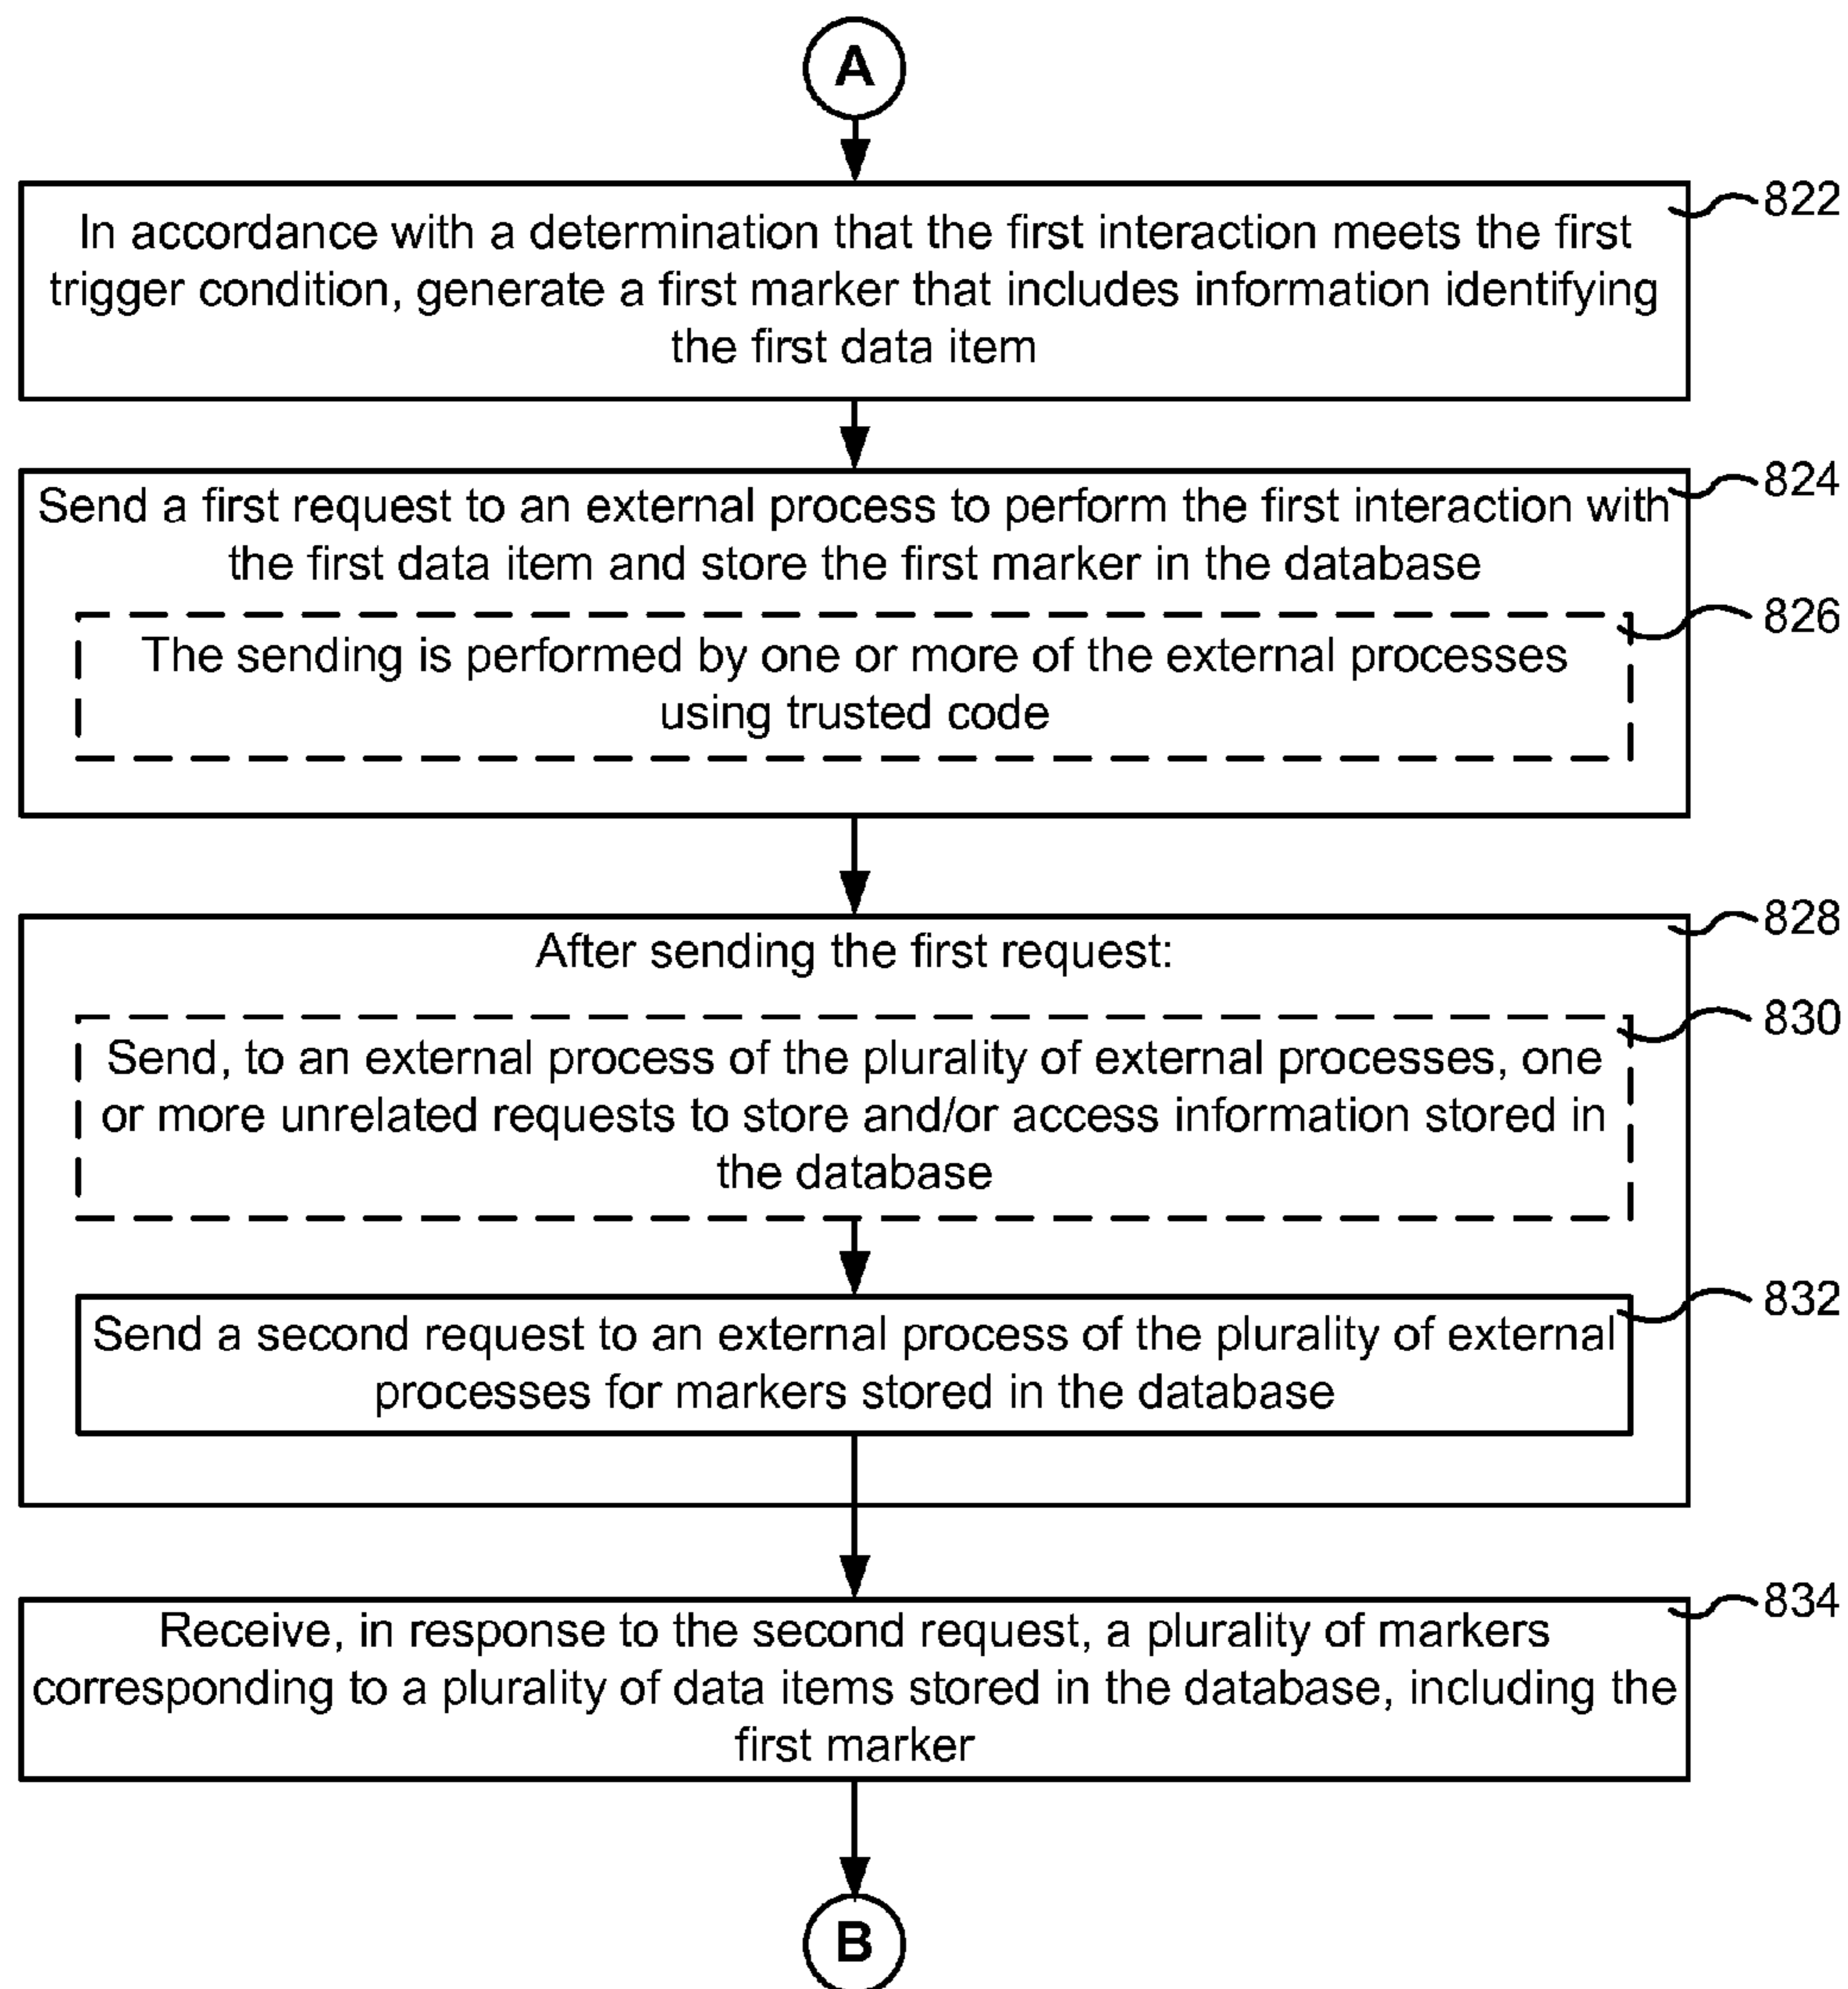 A
822
In accordance with a determination that the first interaction meets the first
trigger condition, generate a first marker that includes information identifying
the first data item
824
Send a first request to an external process to perform the first interaction with
the first data item and store the first marker in the database
826
The sending is performed by one or more of the external processes
using trusted code
828
After sending the first request:
830
Send, to an external process of the plurality of external processes, one
or more unrelated requests to store and/or access information stored in
the database
832
Send a second request to an external process of the plurality of external
processes for markers stored in the database
834
Receive, in response to the second request, a plurality of markers
corresponding to a plurality of data items stored in the database, including the
first marker
B